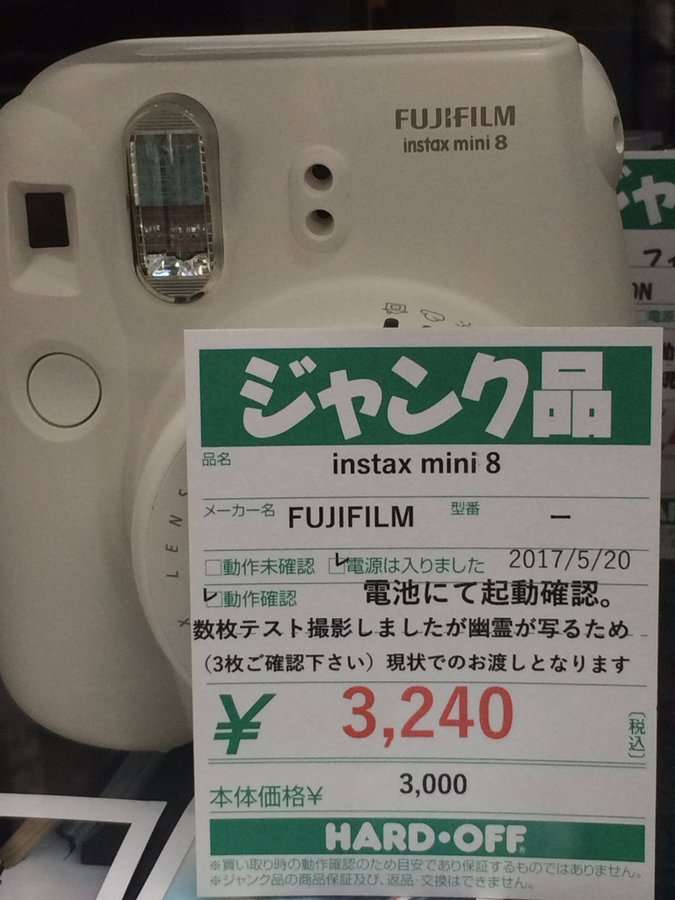 FUJIFILM
instax mini 8
LENS
ジャ
ON
ジャンク品
品名 instax mini 8
メーカー名 FUJIFILM 型番 ー
□動作未確認 □電源は入りました 2017/5/20
□動作確認 電池にて起動確認。
数枚テスト撮影しましたが幽霊が写るため
（3枚ご確認下さい）現状でのお渡しとなります
¥ 3,240 〔税込〕
本体価格¥ 3,000
HARD・OFF
※買い取り時の動作確認のため目安であり保証するものではありません。
※ジャンク品の商品保証及び、返品・交換はできません。